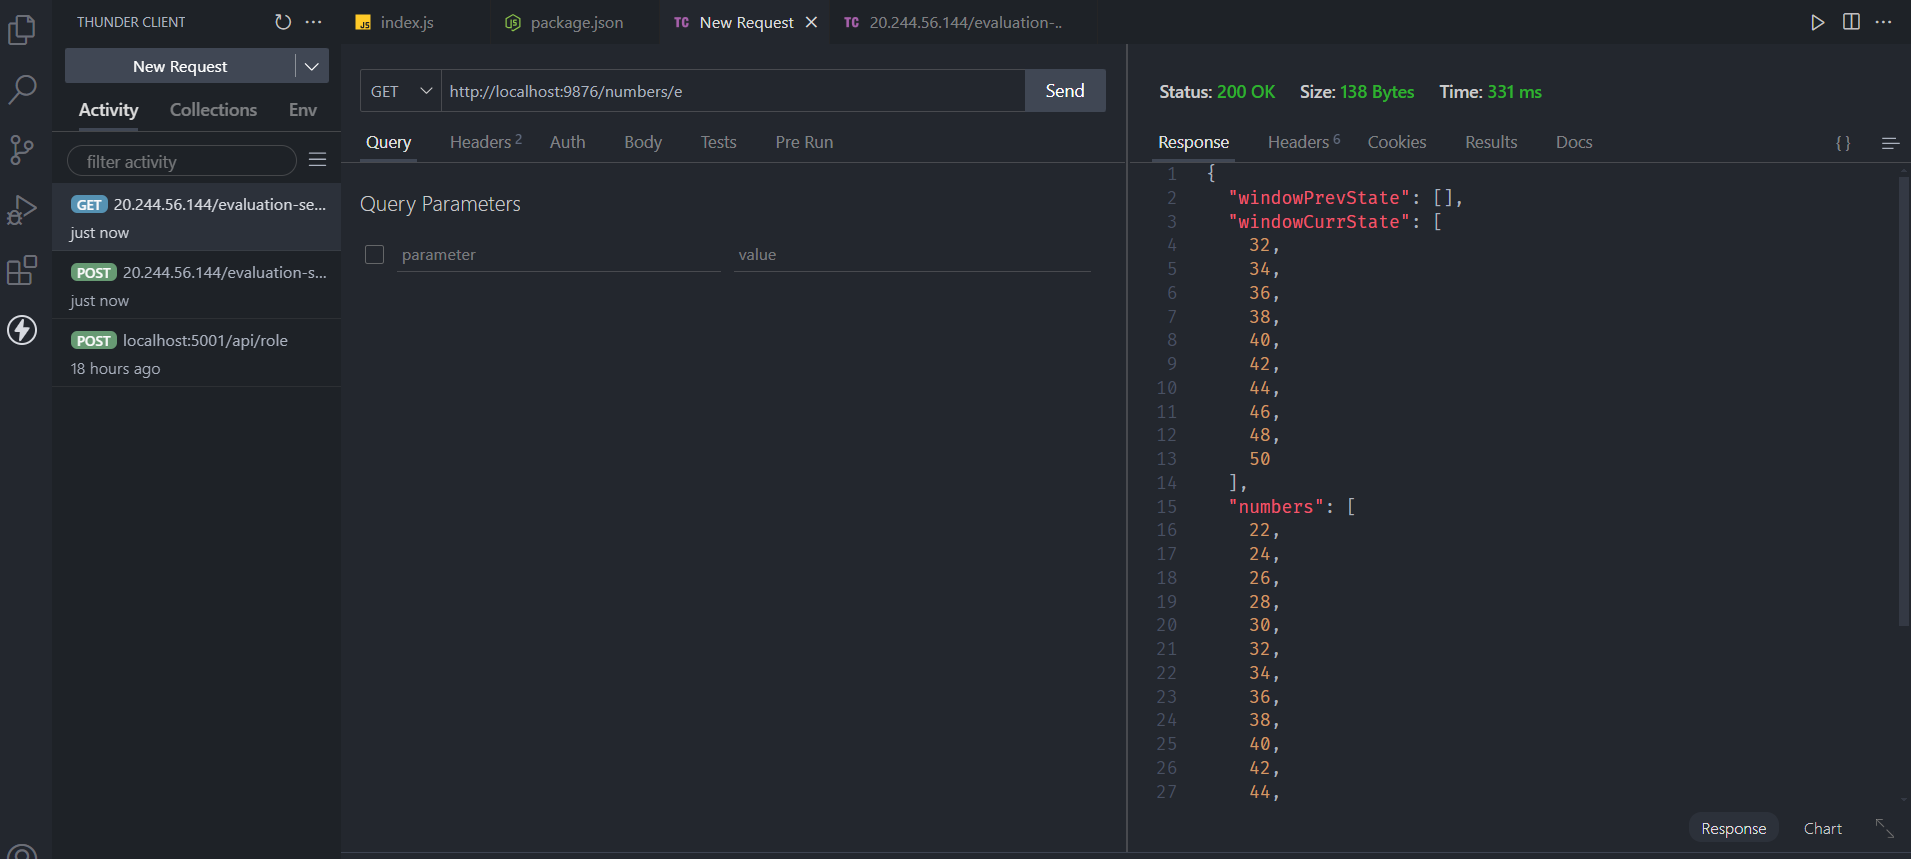 THUNDER CLIENT
New Request
Activity Collections Env
filter activity
GET 20.244.56.144/evaluation-se...
just now
POST 20.244.56.144/evaluation-s...
just now
POST localhost:5001/api/role
18 hours ago
JS index.js package.json TC New Request TC 20.244.56.144/evaluation-..
GET http://localhost:9876/numbers/e Send
Query Headers 2 Auth Body Tests Pre Run
Query Parameters
parameter value
Status: 200 OK Size: 138 Bytes Time: 331 ms
Response Headers 6 Cookies Results Docs { }
1 {
2 "windowPrevState": [],
3 "windowCurrState": [
4 32,
5 34,
6 36,
7 38,
8 40,
9 42,
10 44,
11 46,
12 48,
13 50
14 ],
15 "numbers": [
16 22,
17 24,
18 26,
19 28,
20 30,
21 32,
22 34,
23 36,
24 38,
25 40,
26 42,
27 44,
Response Chart